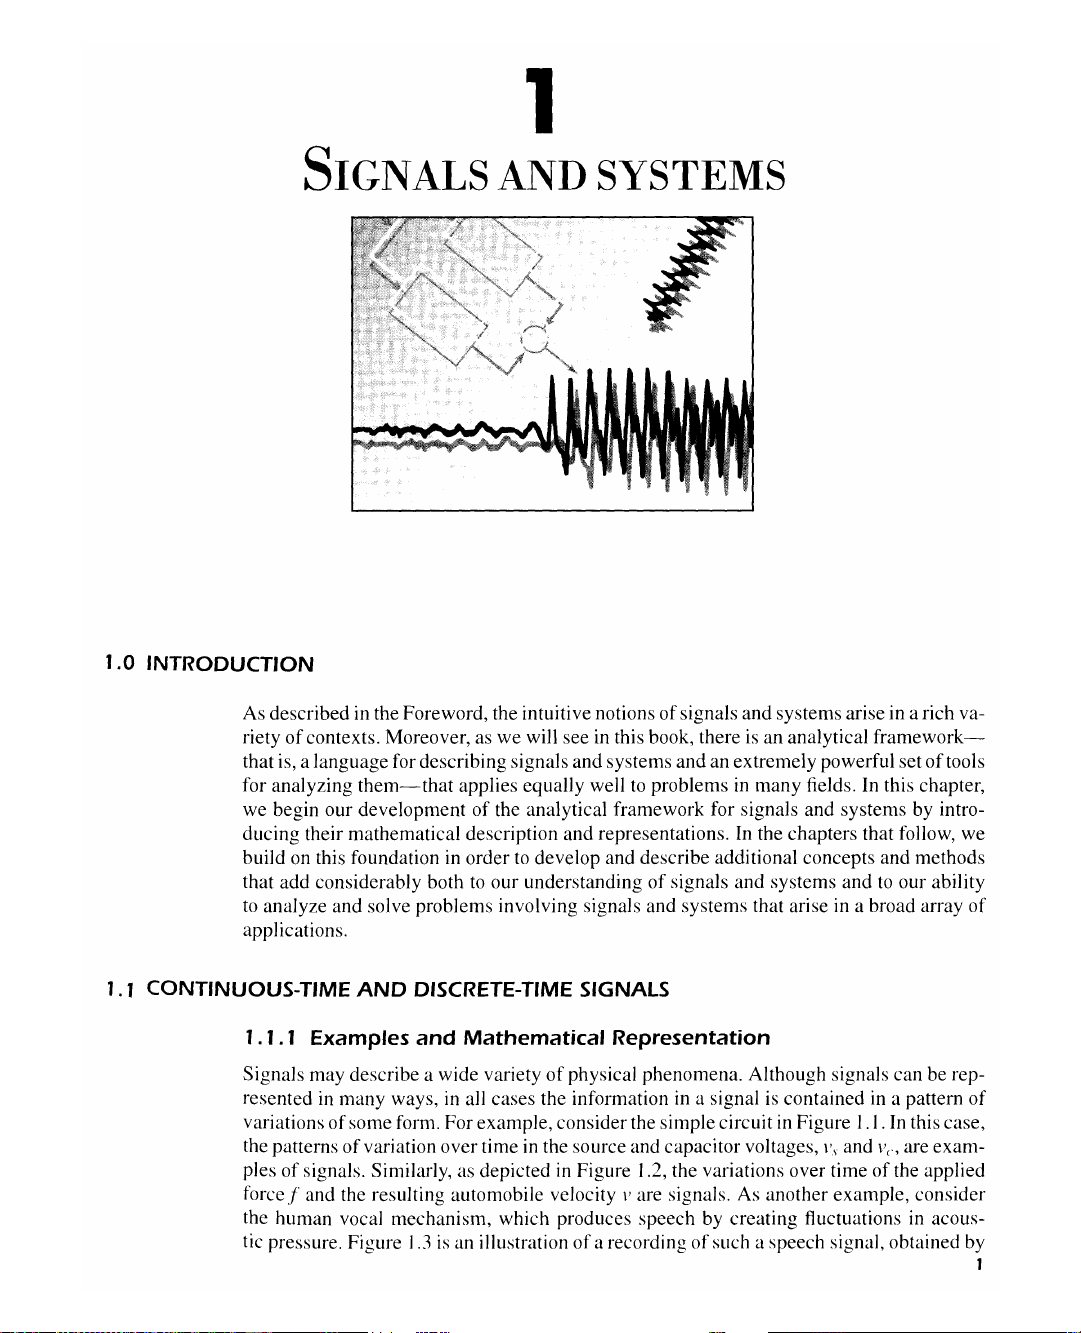 1
SIGNALS AND SYSTEMS
1.0 INTRODUCTION
As described in the Foreword, the intuitive notions of signals and systems arise in a rich va-
riety of contexts. Moreover, as we will see in this book, there is an analytical framework—
that is, a language for describing signals and systems and an extremely powerful set of tools
for analyzing them—that applies equally well to problems in many fields. In this chapter,
we begin our development of the analytical framework for signals and systems by intro-
ducing their mathematical description and representations. In the chapters that follow, we
build on this foundation in order to develop and describe additional concepts and methods
that add considerably both to our understanding of signals and systems and to our ability
to analyze and solve problems involving signals and systems that arise in a broad array of
applications.
1.1 CONTINUOUS-TIME AND DISCRETE-TIME SIGNALS
1.1.1 Examples and Mathematical Representation
Signals may describe a wide variety of physical phenomena. Although signals can be rep-
resented in many ways, in all cases the information in a signal is contained in a pattern of
variations of some form. For example, consider the simple circuit in Figure 1.1. In this case,
the patterns of variation over time in the source and capacitor voltages, vs and vc, are exam-
ples of signals. Similarly, as depicted in Figure 1.2, the variations over time of the applied
force f and the resulting automobile velocity v are signals. As another example, consider
the human vocal mechanism, which produces speech by creating fluctuations in acous-
tic pressure. Figure 1.3 is an illustration of a recording of such a speech signal, obtained by
1